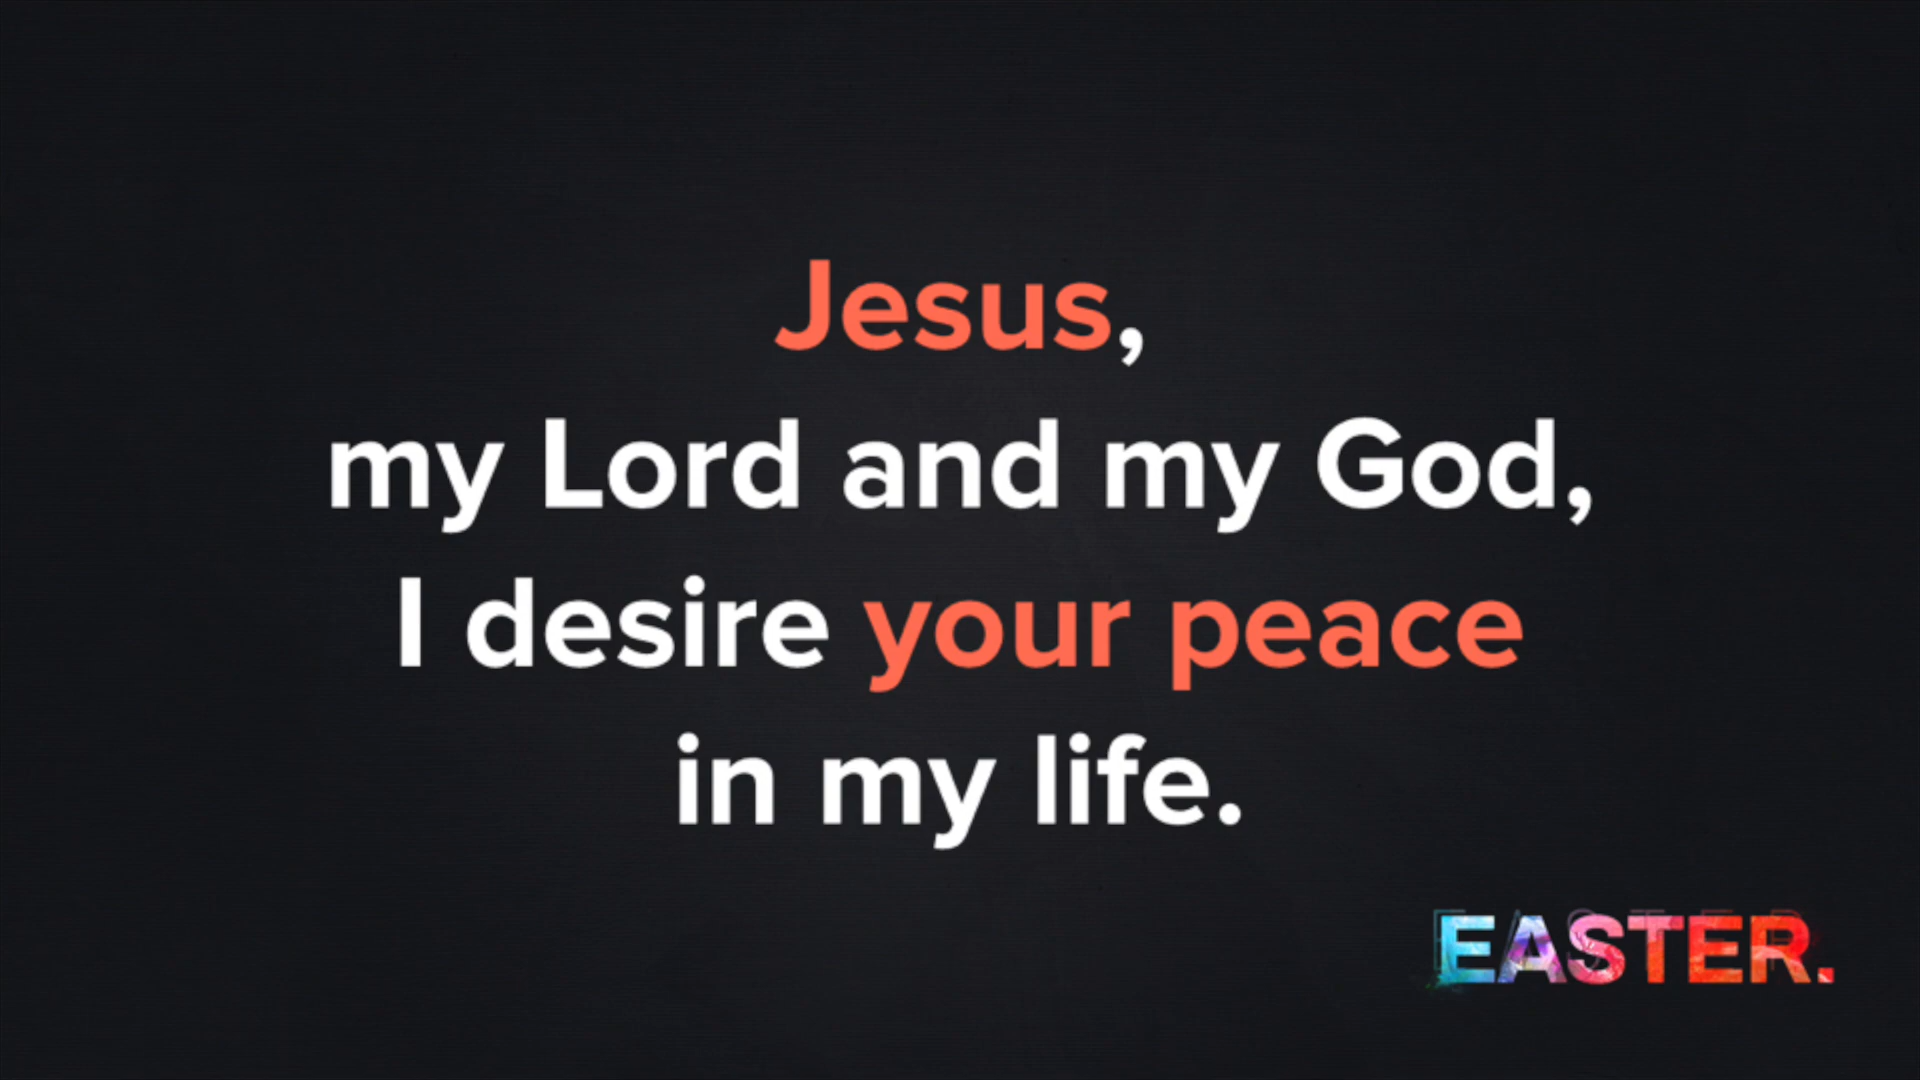 Jesus,
my Lord and my God,
I desire your peace
in my life.
EASTER.